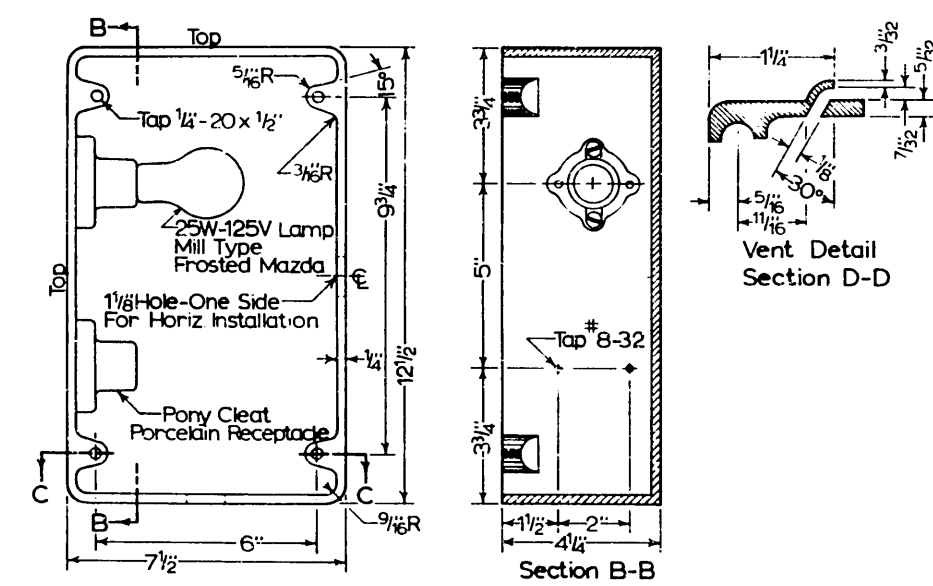 B
Top
5/16"R
15°
Tap 1/4"-20 x 1/2"
3/16"R
9 3/4"
25W-125V Lamp
Mill Type
Frosted Mazda
Top
℄
1 1/8" Hole-One Side
For Horiz. Installation
1/4"
12 1/2"
Pony Cleat
Porcelain Receptacle
C
C
B
9/16"R
6"
7 1/2"
3 3/4"
5"
Tap #8-32
3 3/4"
1 1/2"
2"
4 1/4"
Section B-B
1 1/4"
3/32"
5/32"
7/32"
1/8"
30°
5/16"
11/16"
Vent Detail
Section D-D